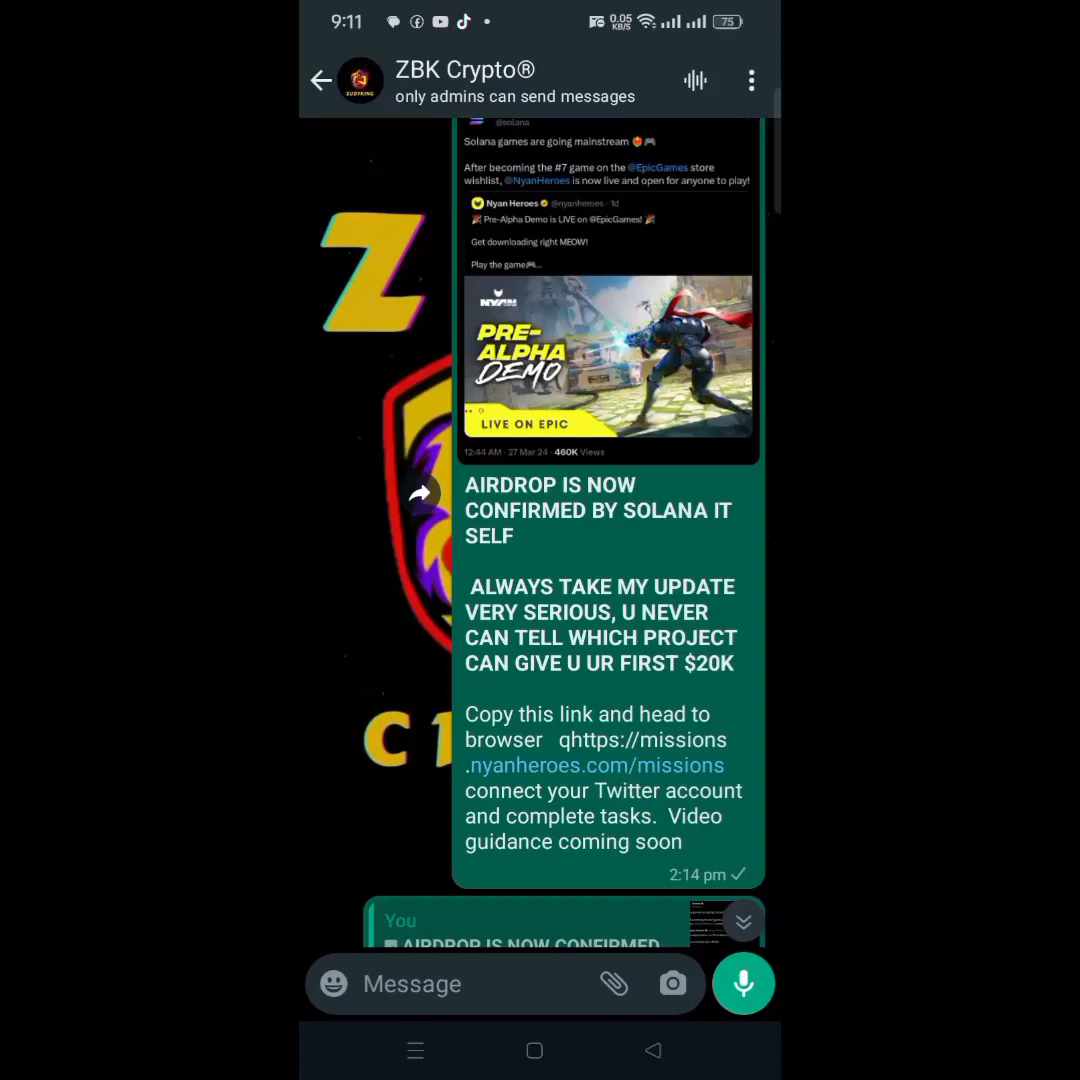 9:11
0.05
KB/S
75
ZBK Crypto®
only admins can send messages
@solana
Solana games are going mainstream
After becoming the #7 game on the @EpicGames store
wishlist, @NyanHeroes is now live and open for anyone to play!
Nyan Heroes @nyanheroes · 1d
Pre-Alpha Demo is LIVE on @EpicGames!
Get downloading right MEOW!
Play the game🎮...
NYAN
PRE-
ALPHA
DEMO
LIVE ON EPIC
12:44 AM · 27 Mar 24 · 460K Views
Z
C
AIRDROP IS NOW
CONFIRMED BY SOLANA IT
SELF
ALWAYS TAKE MY UPDATE
VERY SERIOUS, U NEVER
CAN TELL WHICH PROJECT
CAN GIVE U UR FIRST $20K
Copy this link and head to
browser qhttps://missions
.nyanheroes.com/missions
connect your Twitter account
and complete tasks. Video
guidance coming soon
2:14 pm
You
AIRDROP IS NOW CONFIRMED
Message